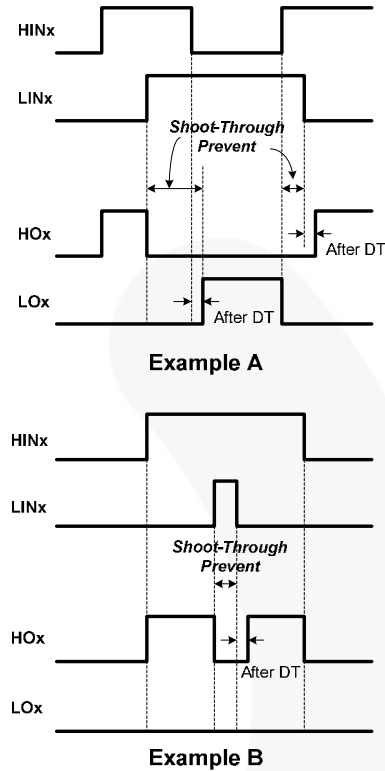 HINx
LINx
Shoot-Through
Prevent
HOx
After DT
LOx
After DT
Example A
HINx
LINx
Shoot-Through
Prevent
HOx
After DT
LOx
Example B